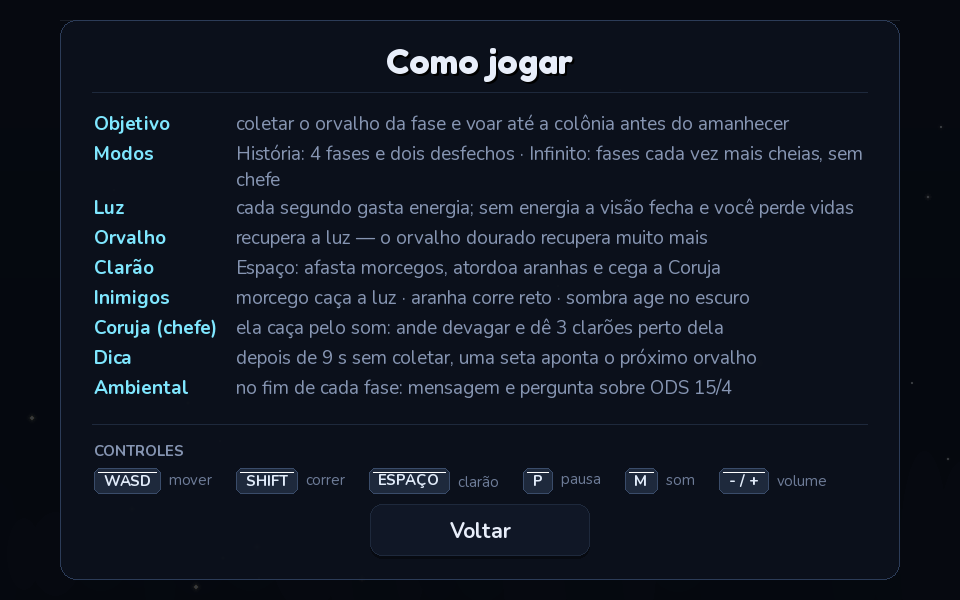 Como jogar
Objetivo coletar o orvalho da fase e voar até a colônia antes do amanhecer
Modos História: 4 fases e dois desfechos · Infinito: fases cada vez mais cheias, sem
chefe
Luz cada segundo gasta energia; sem energia a visão fecha e você perde vidas
Orvalho recupera a luz — o orvalho dourado recupera muito mais
Clarão Espaço: afasta morcegos, atordoa aranhas e cega a Coruja
Inimigos morcego caça a luz · aranha corre reto · sombra age no escuro
Coruja (chefe) ela caça pelo som: ande devagar e dê 3 clarões perto dela
Dica depois de 9 s sem coletar, uma seta aponta o próximo orvalho
Ambiental no fim de cada fase: mensagem e pergunta sobre ODS 15/4
CONTROLES
WASD mover SHIFT correr ESPAÇO clarão P pausa M som - / + volume
Voltar